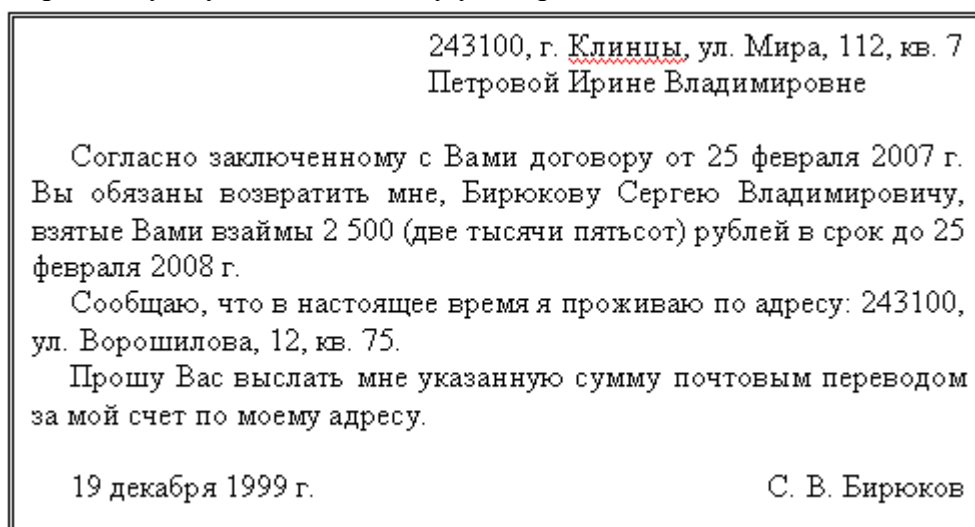 243100, г. Клинцы, ул. Мира, 112, кв. 7
Петровой Ирине Владимировне
Согласно заключенному с Вами договору от 25 февраля 2007 г.
Вы обязаны возвратить мне, Бирюкову Сергею Владимировичу,
взятые Вами взаймы 2 500 (две тысячи пятьсот) рублей в срок до 25
февраля 2008 г.
Сообщаю, что в настоящее время я проживаю по адресу: 243100,
ул. Ворошилова, 12, кв. 75.
Прошу Вас выслать мне указанную сумму почтовым переводом
за мой счет по моему адресу.
19 декабря 1999 г. С. В. Бирюков